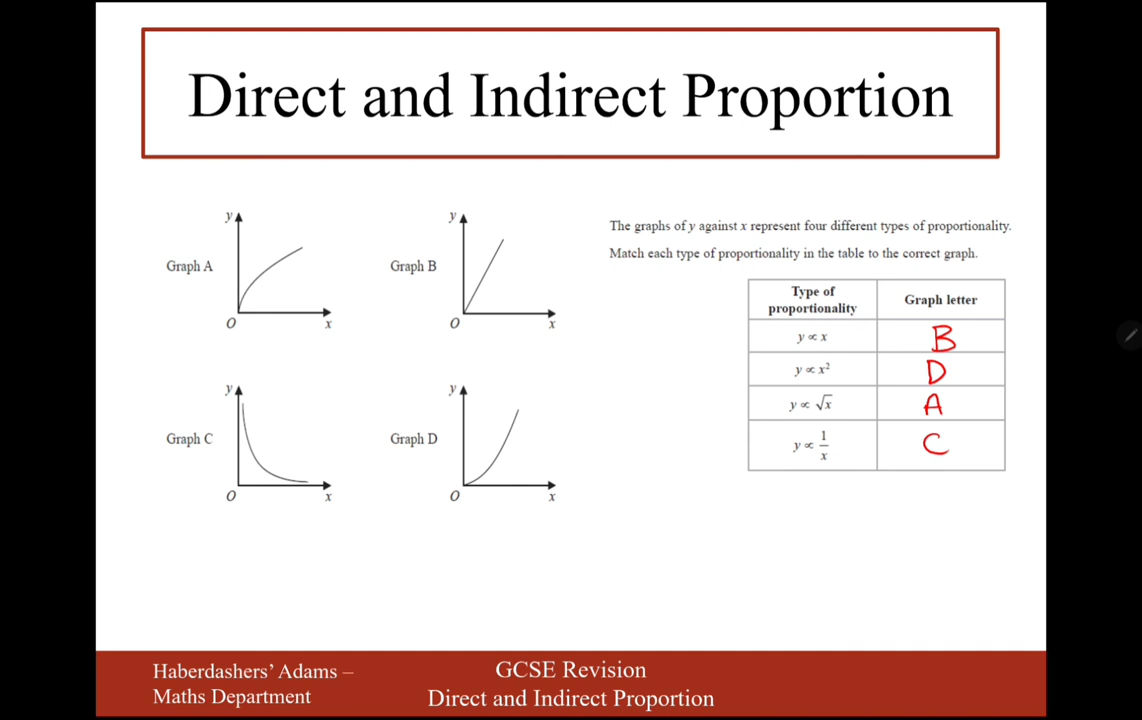 Direct and Indirect Proportion
y
Graph A
O
x
y
Graph B
O
x
The graphs of y against x represent four different types of proportionality.
Match each type of proportionality in the table to the correct graph.
Type of proportionality
Graph letter
y ∝ x
B
y ∝ x²
D
y ∝ √x
A
y ∝ 1/x
C
y
Graph C
O
x
y
Graph D
O
x
Haberdashers’ Adams –
Maths Department
GCSE Revision
Direct and Indirect Proportion